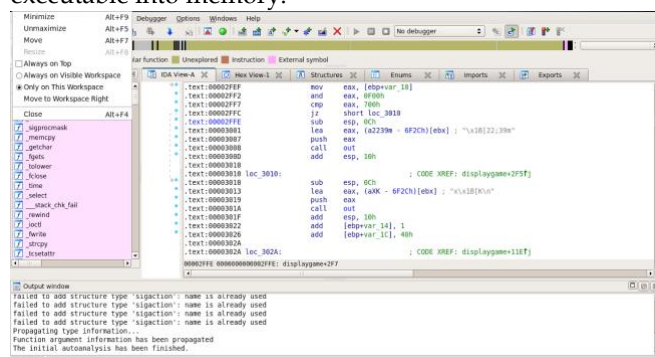 executable into memory.
Minimize Alt+F9
Unmaximize Alt+F5
Move Alt+F7
Resize Alt+F8
Always on Top
Always on Visible Workspace
Only on This Workspace
Move to Workspace Right
Close Alt+F4
Debugger Options Windows Help
No debugger
lar function Unexplored Instruction External symbol
IDA View-A Hex View-1 Structures Enums Imports Exports
_sigprocmask
_memcpy
_getchar
_fgets
_tolower
_fclose
_time
_select
___stack_chk_fail
_rewind
_ioctl
_fwrite
_strcpy
_tcsetattr
.text:00002FEF mov eax, [ebp+var_18]
.text:00002FF2 and eax, 0F00h
.text:00002FF7 cmp eax, 700h
.text:00002FFC jz short loc_3010
.text:00002FFE sub esp, 0Ch
.text:00003001 lea eax, (a2239m - 6F2Ch)[ebx] ; "\x1B[22;39m"
.text:00003007 push eax
.text:00003008 call out
.text:0000300D add esp, 10h
.text:00003010
.text:00003010 loc_3010: ; CODE XREF: displaygame+2F5↑j
.text:00003010 sub esp, 0Ch
.text:00003013 lea eax, (aXK - 6F2Ch)[ebx] ; "x\x1B[K\n"
.text:00003019 push eax
.text:0000301A call out
.text:0000301F add esp, 10h
.text:00003022 add [ebp+var_14], 1
.text:00003026 add [ebp+var_1C], 40h
.text:0000302A
.text:0000302A loc_302A: ; CODE XREF: displaygame+11E↑j
00002FFE 0000000000002FFE: displaygame+2F7
Output window
failed to add structure type 'sigaction': name is already used
failed to add structure type 'sigaction': name is already used
failed to add structure type 'sigaction': name is already used
failed to add structure type 'sigaction': name is already used
Propagating type information...
Function argument information has been propagated
The initial autoanalysis has been finished.